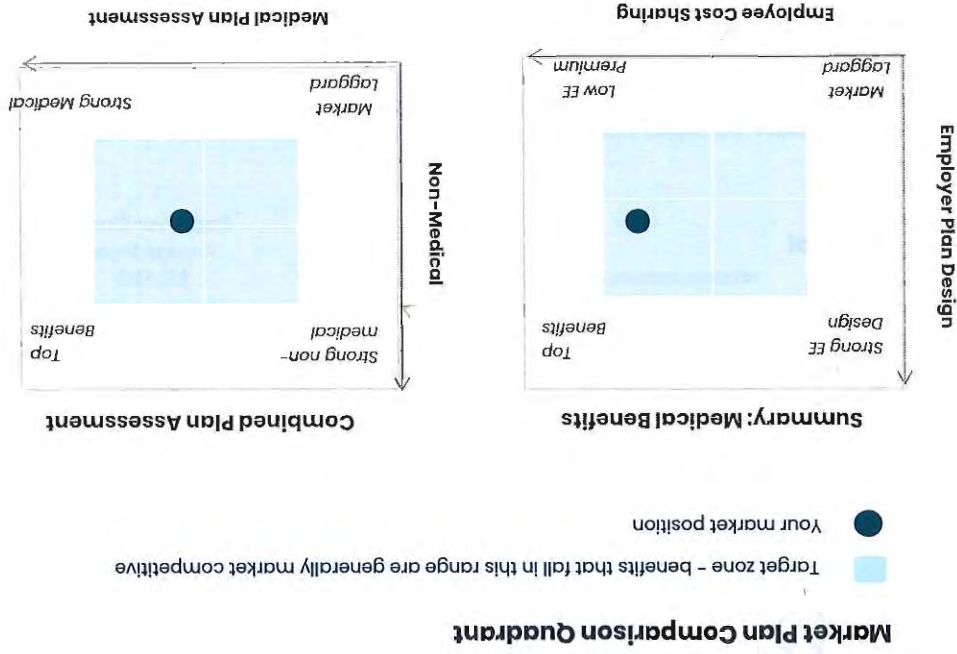 Market Plan Comparison Quadrant
Target zone - benefits that fall in this range are generally market competitive
Your market position
Summary: Medical Benefits
Employer Plan Design
Strong EE
Design
Top
Benefits
Market
Laggard
Low EE
Premium
Employee Cost Sharing
Combined Plan Assessment
Non-Medical
Strong non-
medical
Top
Benefits
Market
Laggard
Strong Medical
Medical Plan Assessment